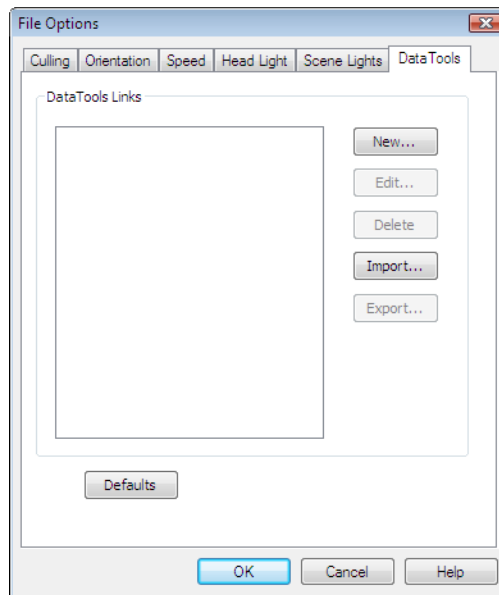 File Options
Culling Orientation Speed Head Light Scene Lights DataTools
DataTools Links
New...
Edit...
Delete
Import...
Export...
Defaults
OK Cancel Help